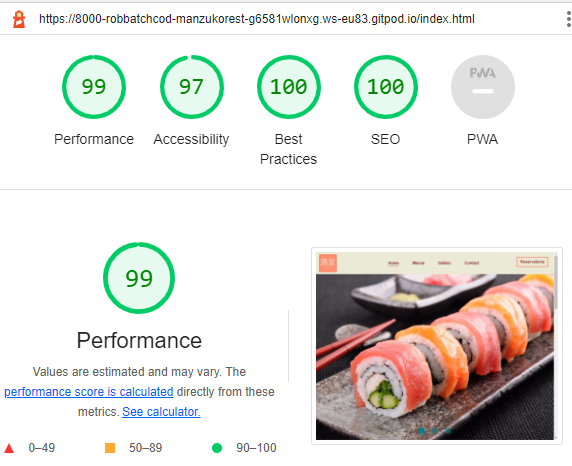 https://8000-robbatchcod-manzukorest-g6581wlonxg.ws-eu83.gitpod.io/index.html
99 97 100 100 PWA
Performance Accessibility Best Practices SEO PWA
99
Home Menus Gallery Contact Reservations
Performance
Values are estimated and may vary. The
performance score is calculated directly from these
metrics. See calculator.
0–49 50–89 90–100